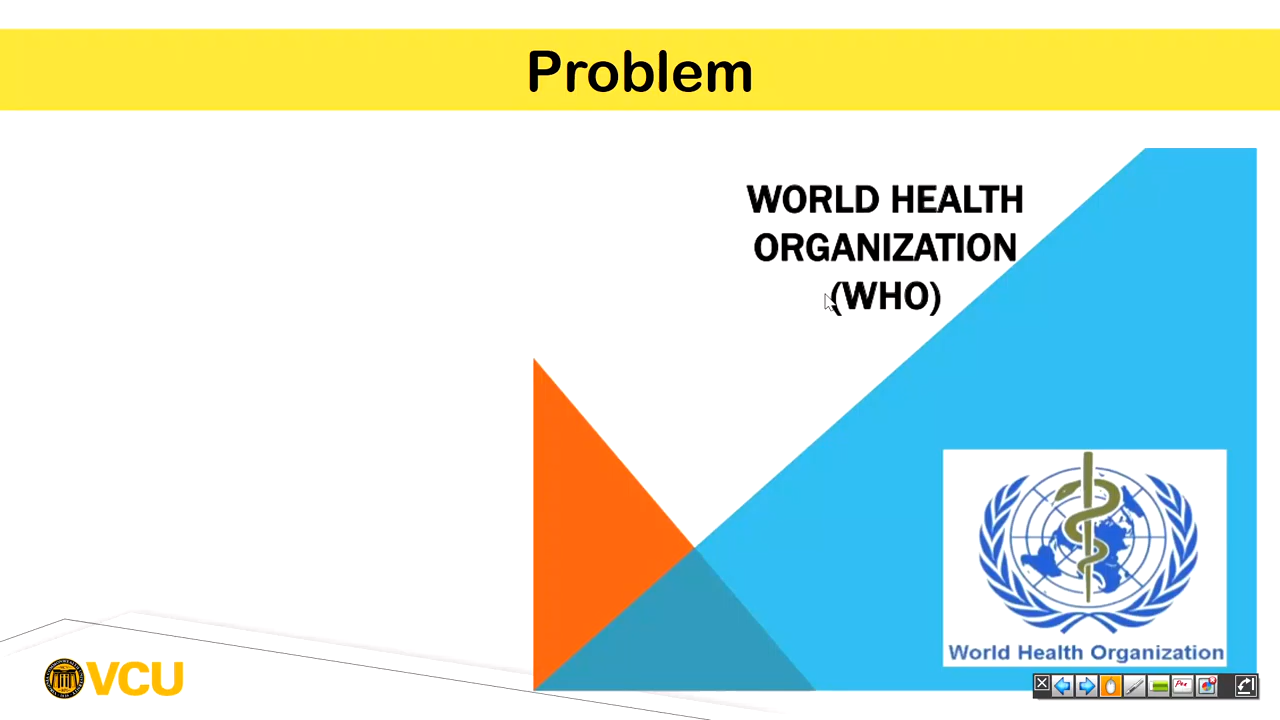 Problem
WORLD HEALTH
ORGANIZATION
(WHO)
World Health Organization
VCU